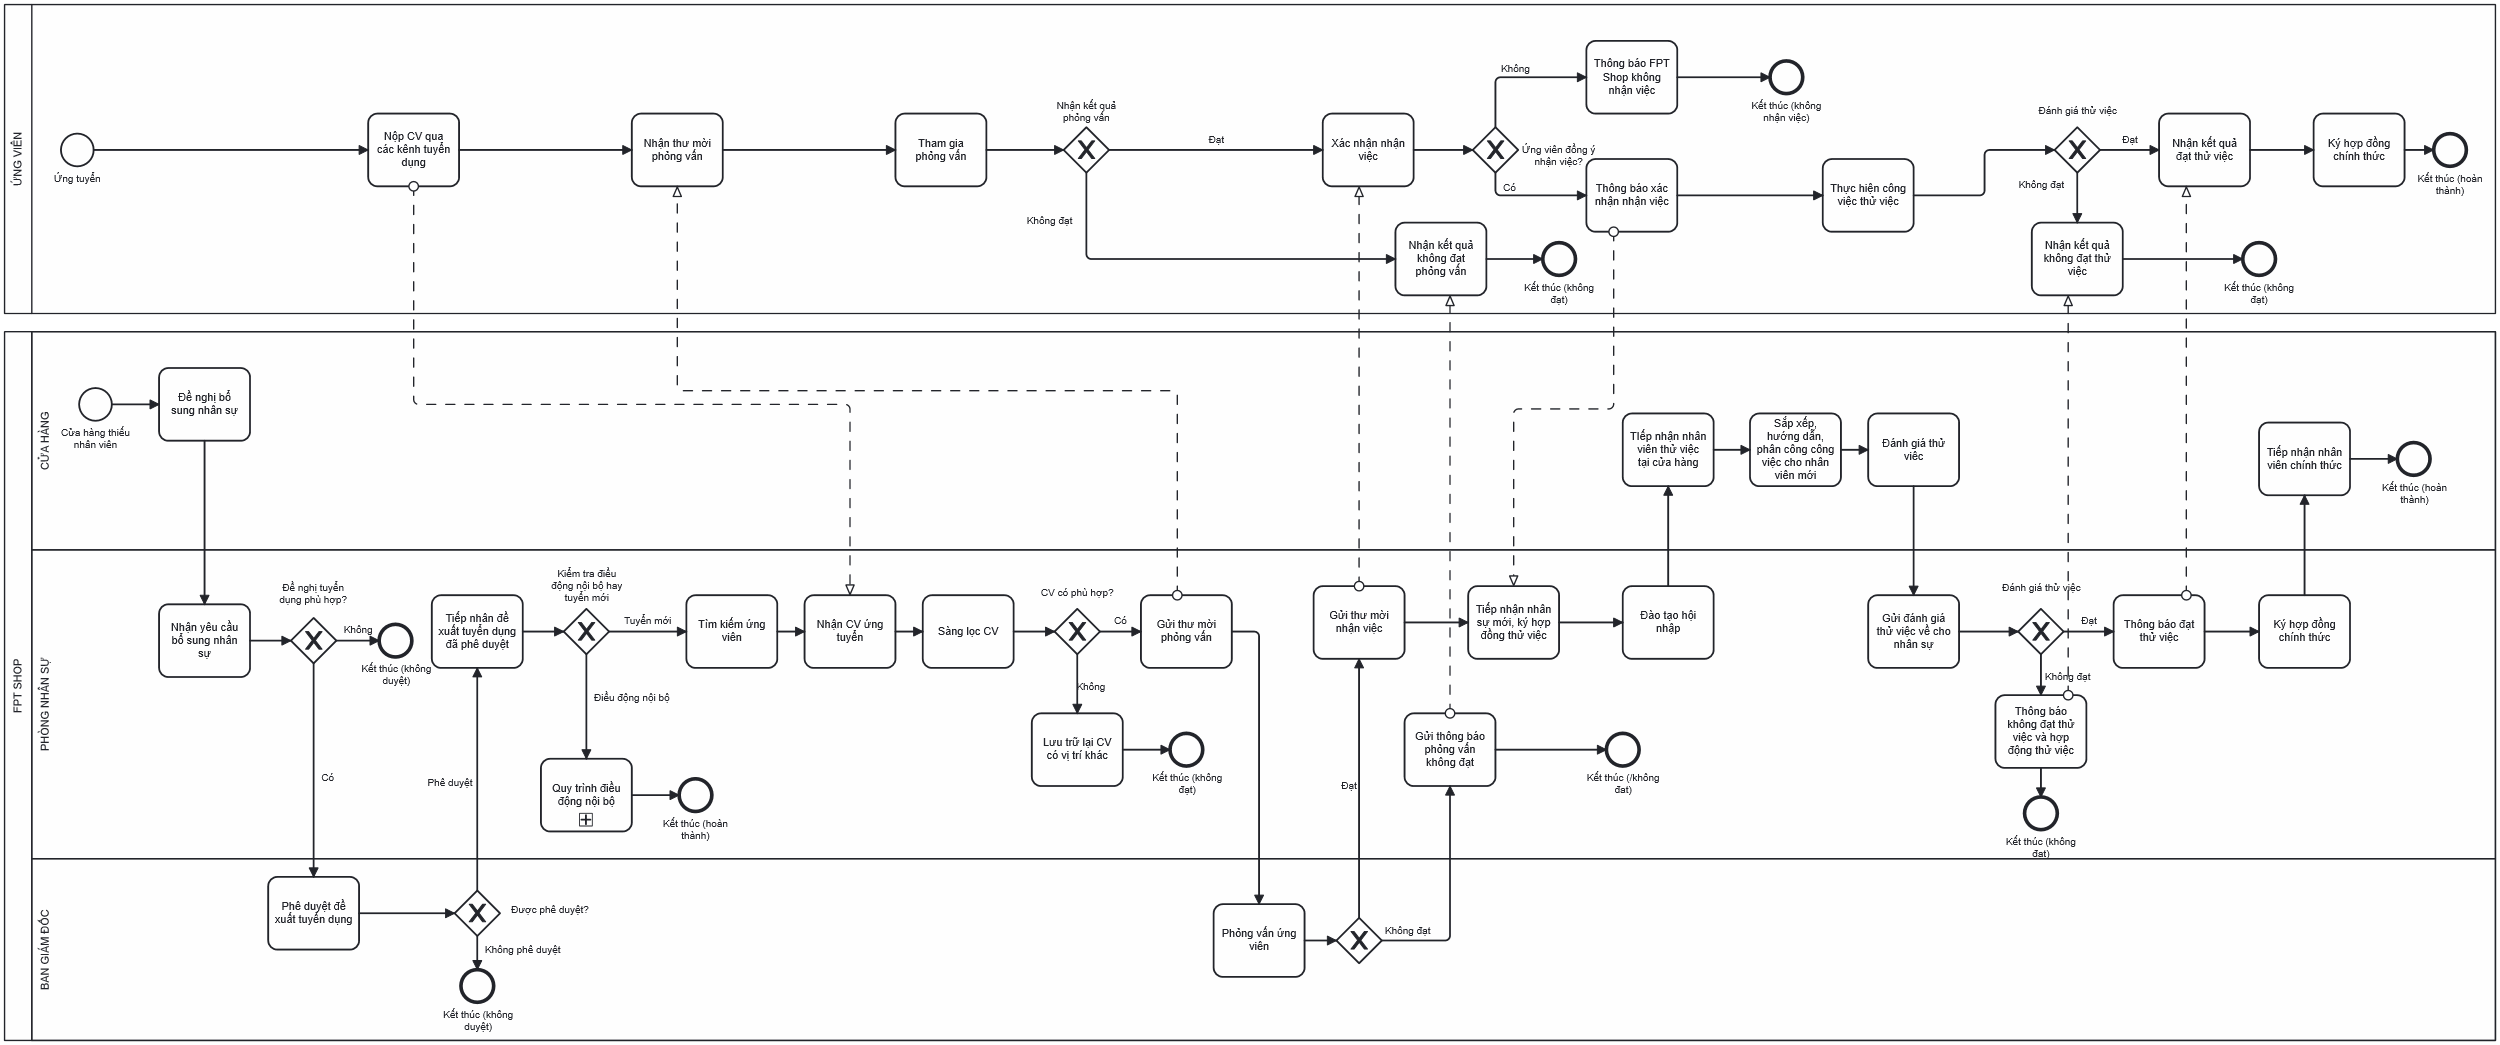 ỨNG VIÊN
Ứng tuyển
Nộp CV qua
các kênh tuyển
dụng
Nhận thư mời
phỏng vấn
Tham gia
phỏng vấn
Nhận kết quả
phỏng vấn
Đạt
Không đạt
Xác nhận nhận
việc
Nhận kết quả
không đạt
phỏng vấn
Kết thúc (không
đạt)
Không
Ứng viên đồng ý
nhận việc?
Có
Thông báo FPT
Shop không
nhận việc
Kết thúc (không
nhận việc)
Thông báo xác
nhận nhận việc
Thực hiện công
việc thử việc
Đánh giá thử việc
Đạt
Không đạt
Nhận kết quả
đạt thử việc
Ký hợp đồng
chính thức
Kết thúc (hoàn
thành)
Nhận kết quả
không đạt thử
việc
Kết thúc (không
đạt)
FPT SHOP
CỬA HÀNG
Cửa hàng thiếu
nhân viên
Đề nghị bổ
sung nhân sự
TIếp nhận nhân
viên thử việc
tại cửa hàng
Sắp xếp,
hướng dẫn,
phân công công
việc cho nhân
viên mới
Đánh giá thử
viêc
Tiếp nhận nhân
viên chính thức
Kết thúc (hoàn
thành)
PHÒNG NHÂN SỰ
Nhận yêu cầu
bổ sung nhân
sự
Đề nghị tuyển
dụng phù hợp?
Không
Kết thúc (không
duyệt)
Có
Tiếp nhân đề
xuất tuyển dụng
đã phê duyệt
Phê duyệt
Kiểm tra điều
động nội bộ hay
tuyển mới
Tuyển mới
Điều động nội bộ
Quy trình điều
động nội bộ
Kết thúc (hoàn
thành)
Tìm kiếm ứng
viên
Nhận CV ứng
tuyển
Sàng lọc CV
CV có phù hợp?
Có
Không
Lưu trữ lại CV
có vị trí khác
Kết thúc (không
đạt)
Gửi thư mời
phỏng vấn
Gửi thư mời
nhận việc
Đạt
Gửi thông báo
phỏng vấn
không đạt
Kết thúc (/không
đat)
Tiếp nhận nhân
sự mới, ký hợp
đồng thử việc
Đào tạo hội
nhập
Gửi đánh giá
thử việc về cho
nhân sự
Đánh giá thử việc
Đạt
Không đạt
Thông báo
không đạt thử
việc và hợp
động thử việc
Kết thúc (không
đạt)
Thông báo đạt
thử việc
Ký hợp đồng
chính thức
BAN GIÁM ĐỐC
Phê duyệt đề
xuất tuyển dụng
Được phê duyệt?
Không phê duyệt
Kết thúc (không
duyệt)
Phỏng vấn ứng
viên
Không đạt